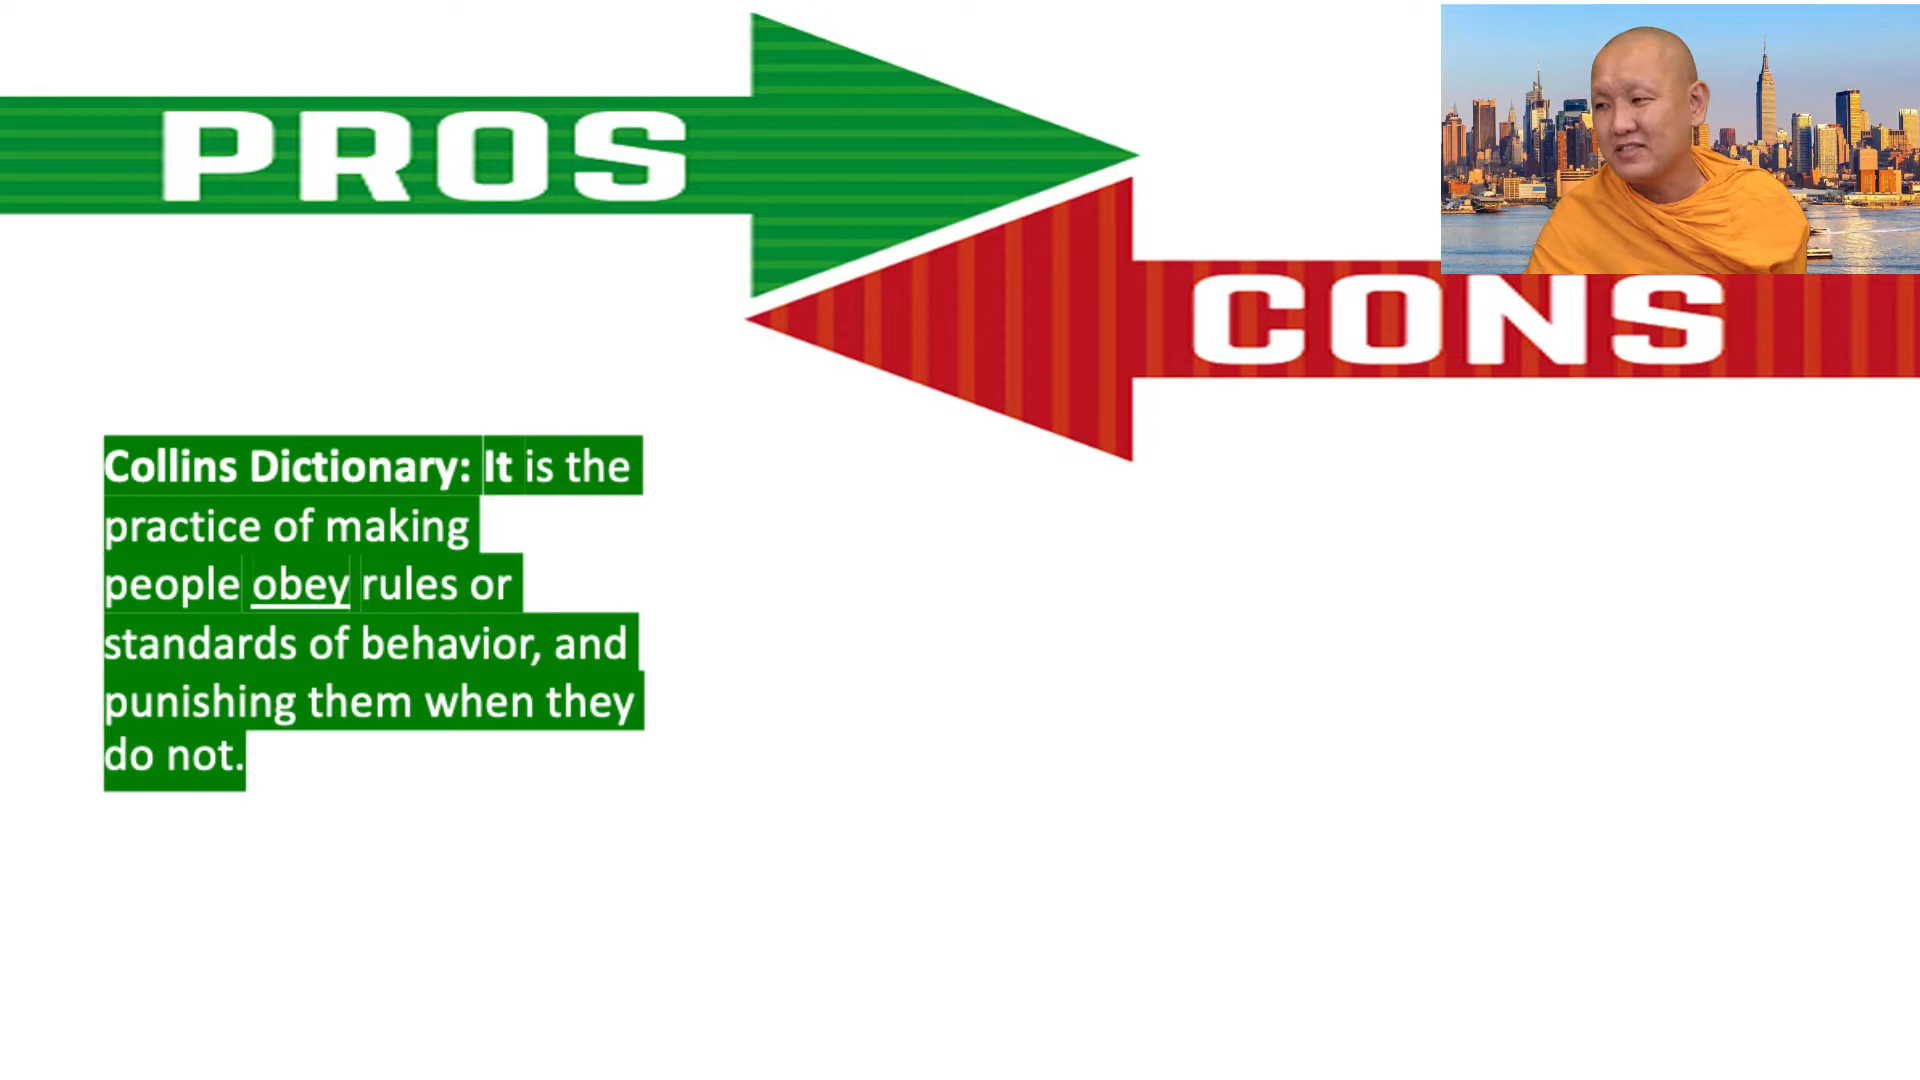 PROS
CONS
Collins Dictionary: It is the
practice of making
people obey rules or
standards of behavior, and
punishing them when they
do not.